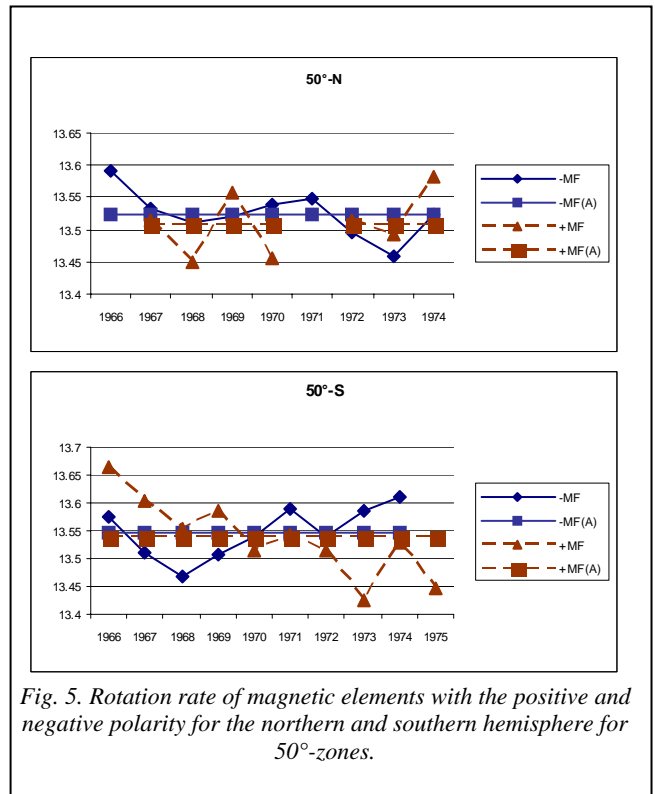 50°-N
13.65
13.6
13.55
13.5
13.45
13.4
1966 1967 1968 1969 1970 1971 1972 1973 1974
-MF
-MF(A)
+MF
+MF(A)
50°-S
13.7
13.65
13.6
13.55
13.5
13.45
13.4
1966 1967 1968 1969 1970 1971 1972 1973 1974 1975
-MF
-MF(A)
+MF
+MF(A)
Fig. 5. Rotation rate of magnetic elements with the positive and
negative polarity for the northern and southern hemisphere for
50°-zones.